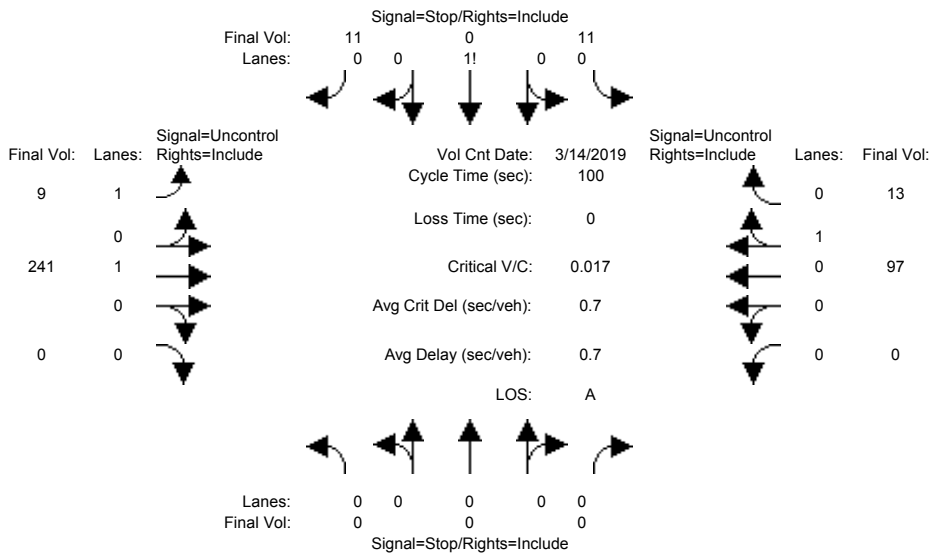 Signal=Stop/Rights=Include
Final Vol: 11 0 11
Lanes: 0 0 1! 0 0
Signal=Uncontrol Signal=Uncontrol
Final Vol: Lanes: Rights=Include Vol Cnt Date: 3/14/2019 Rights=Include Lanes: Final Vol:
Cycle Time (sec): 100
9 1 0 13
Loss Time (sec): 0
0 1
241 1 Critical V/C: 0.017 0 97
0 Avg Crit Del (sec/veh): 0.7 0
0 0 Avg Delay (sec/veh): 0.7 0 0
LOS: A
Lanes: 0 0 0 0 0
Final Vol: 0 0 0
Signal=Stop/Rights=Include